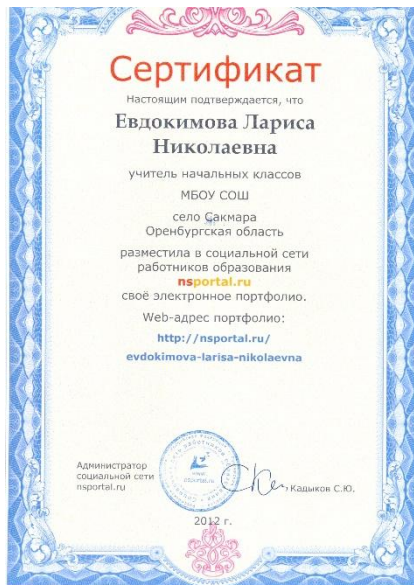 Сертификат
Настоящим подтверждается, что
Евдокимова Лариса
Николаевна
учитель начальных классов
МБОУ СОШ
село Сакмара
Оренбургская область
разместила в социальной сети
работников образования
nsportal.ru
своё электронное портфолио.
Web-адрес портфолио:
http://nsportal.ru/
evdokimova-larisa-nikolaevna
Администратор
социальной сети
nsportal.ru
Кадыков С.Ю.
2012 г.